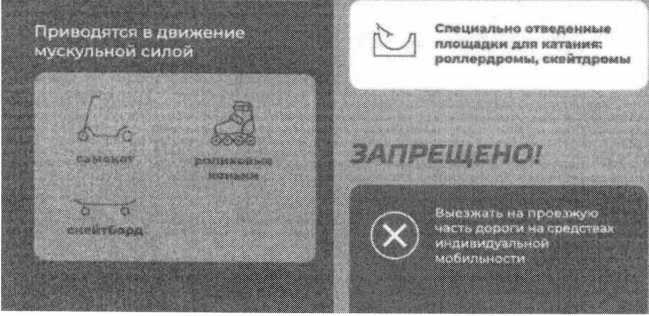 Приводятся в движение
мускульной силой
самокат
роликовые
коньки
скейтборд
Специально отведенные
площадки для катания:
роллердромы, скейтдромы
ЗАПРЕЩЕНО!
Выезжать на проезжую
часть дороги на средствах
индивидуальной
мобильности